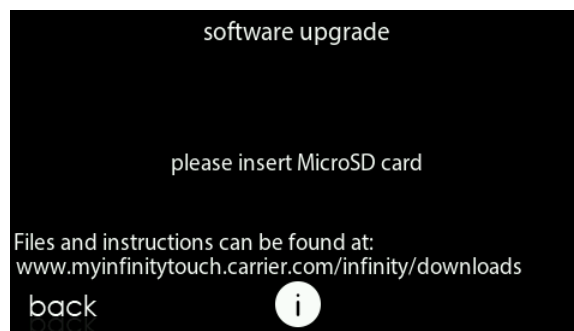 software upgrade
please insert MicroSD card
Files and instructions can be found at:
www.myinfinitytouch.carrier.com/infinity/downloads
back
i